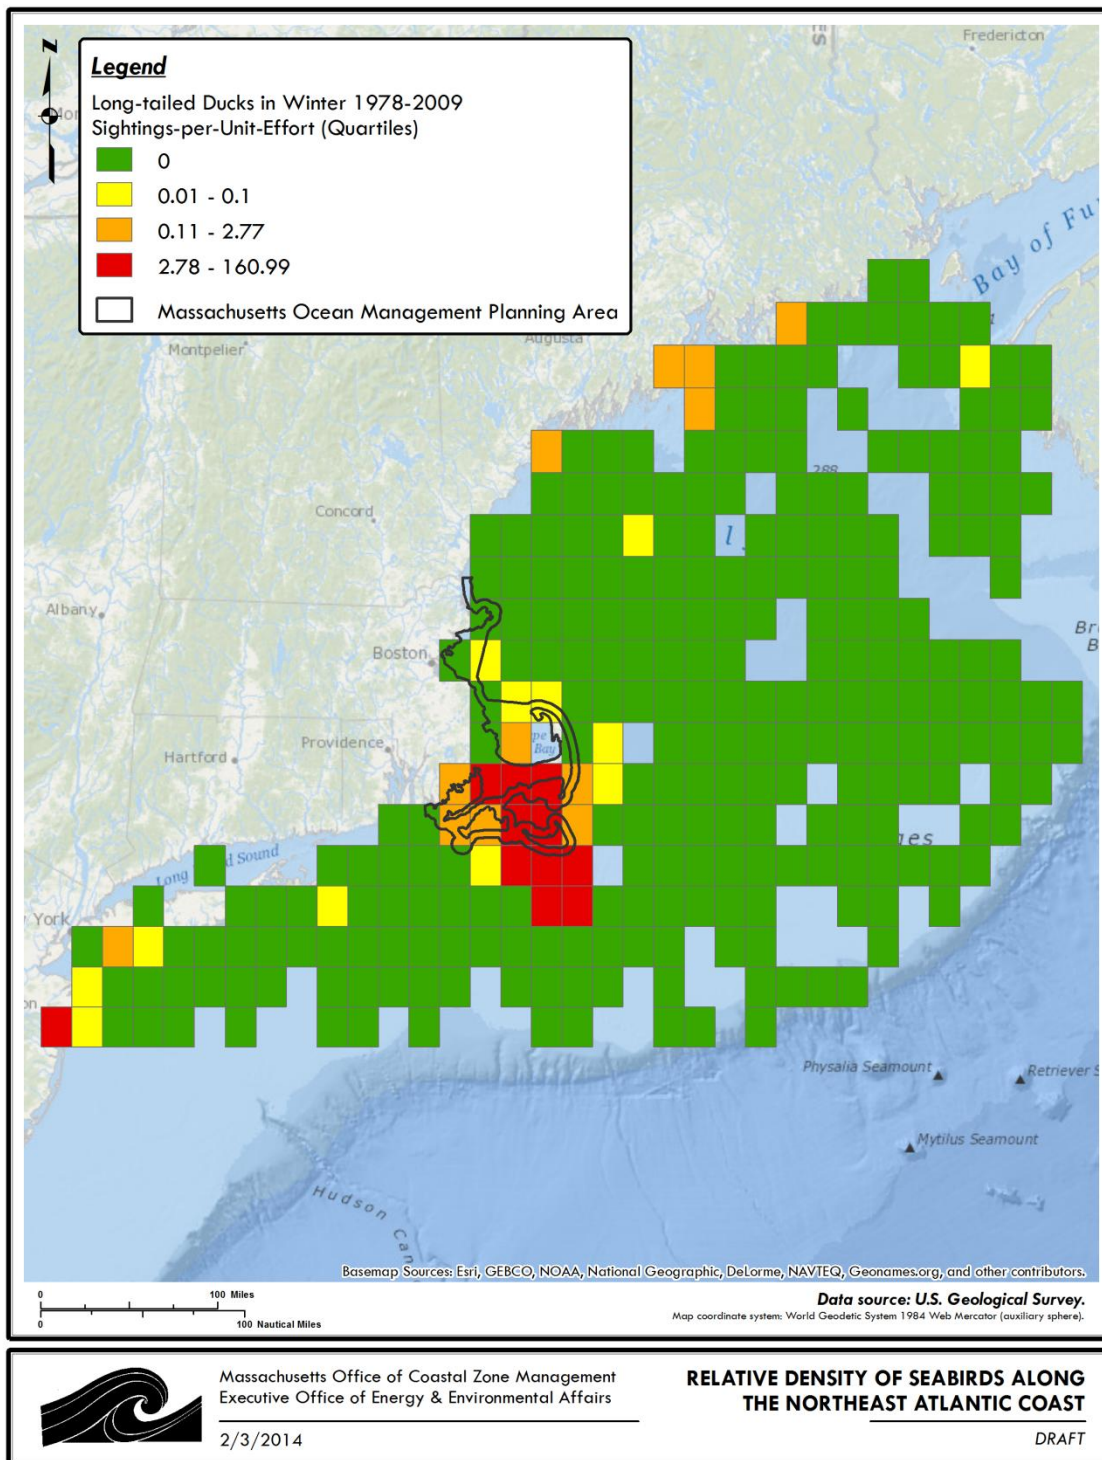 N
Legend
Long-tailed Ducks in Winter 1978-2009
Sightings-per-Unit-Effort (Quartiles)
0
0.01 - 0.1
0.11 - 2.77
2.78 - 160.99
Massachusetts Ocean Management Planning Area
Fredericton
Bay of Fu
Montpelier
Augusta
288
Concord
Albany
Boston
Bay
Providence
Hartford
Long
Sound
York
Physalia Seamount
Retriever S
Mytilus Seamount
Hudson Can
Basemap Sources: Esri, GEBCO, NOAA, National Geographic, DeLorme, NAVTEQ, Geonames.org, and other contributors.
0 100 Miles
0 100 Nautical Miles
Data source: U.S. Geological Survey.
Map coordinate system: World Geodetic System 1984 Web Mercator (auxiliary sphere).
Massachusetts Office of Coastal Zone Management
Executive Office of Energy & Environmental Affairs
2/3/2014
RELATIVE DENSITY OF SEABIRDS ALONG
THE NORTHEAST ATLANTIC COAST
DRAFT